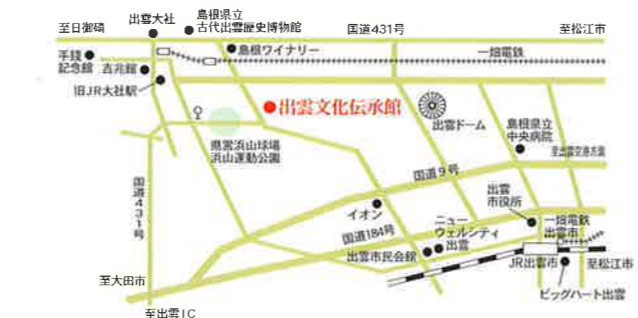 至日御碕
出雲大社
島根県立
古代出雲歴史博物館
国道431号
至松江市
手錢
記念館
吉兆館
島根ワイナリー
一畑電鉄
旧JR大社駅
出雲文化伝承館
出雲ドーム
島根県立
中央病院
県営浜山球場
浜山運動公園
至出雲空港方面
国道9号
国道431号
イオン
出雲
市役所
一畑電鉄
出雲市
国道184号
ニュー
ウェルシティ
出雲
出雲市民会館
JR出雲市
至松江市
至大田市
ビッグハート出雲
至出雲IC